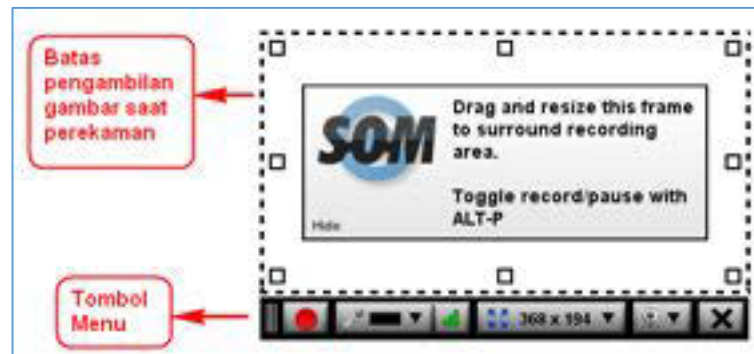 Batas
pengambilan
gambar saat
perekaman
SOM
Drag and resize this frame
to surround recording
area.
Toggle record/pause with
ALT-P
Hide
Tombol
Menu
368 x 194